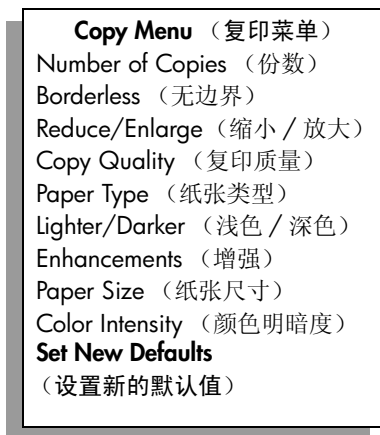 Copy Menu （复印菜单）
Number of Copies （份数）
Borderless （无边界）
Reduce/Enlarge（缩小 / 放大）
Copy Quality （复印质量）
Paper Type （纸张类型）
Lighter/Darker （浅色 / 深色）
Enhancements （增强）
Paper Size （纸张尺寸）
Color Intensity （颜色明暗度）
Set New Defaults
（设置新的默认值）